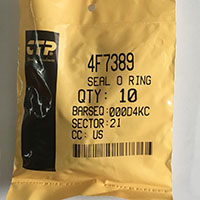 CTP
4F7389
SEAL O RING
QTY: 10
BARSEQ:000D4KC
SECTOR:21
CC: US